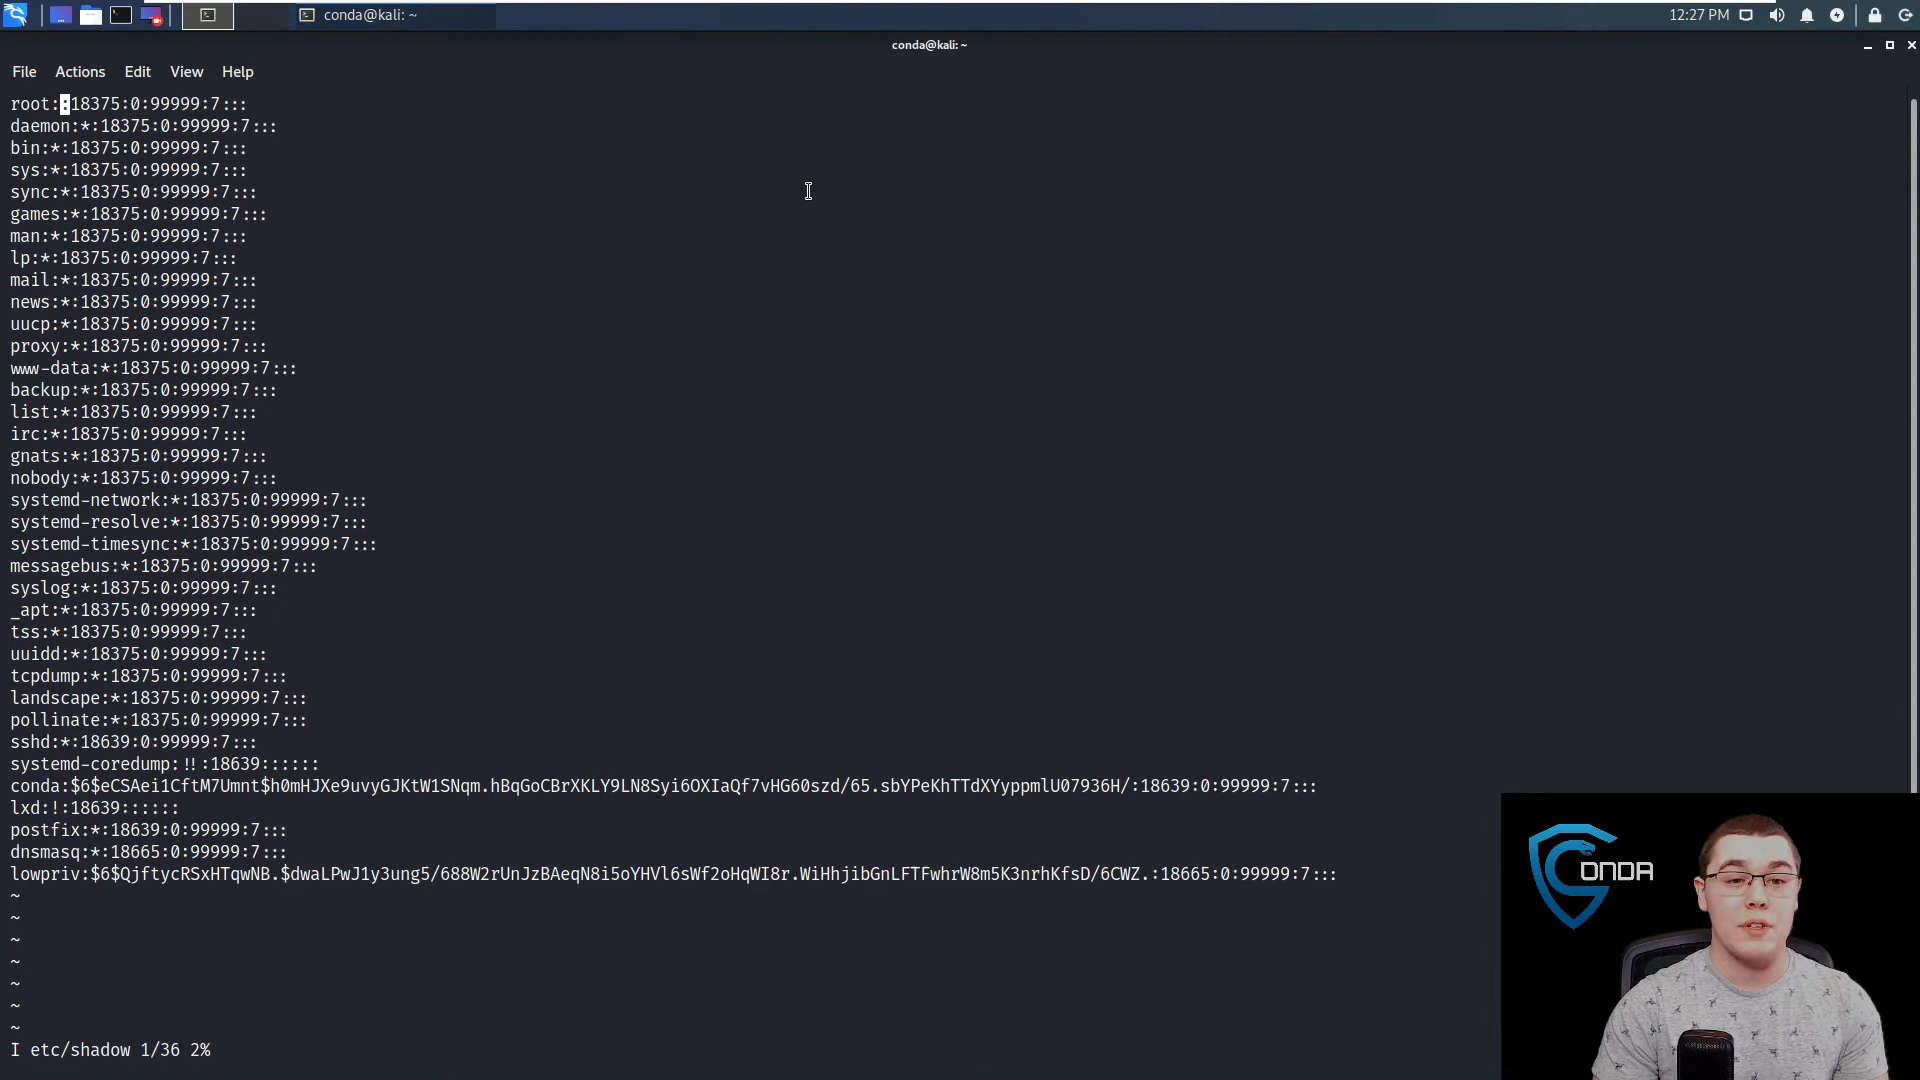 conda@kali: ~
12:27 PM
conda@kali: ~
File Actions Edit View Help
root::18375:0:99999:7:::
daemon:*:18375:0:99999:7:::
bin:*:18375:0:99999:7:::
sys:*:18375:0:99999:7:::
sync:*:18375:0:99999:7:::
games:*:18375:0:99999:7:::
man:*:18375:0:99999:7:::
lp:*:18375:0:99999:7:::
mail:*:18375:0:99999:7:::
news:*:18375:0:99999:7:::
uucp:*:18375:0:99999:7:::
proxy:*:18375:0:99999:7:::
www-data:*:18375:0:99999:7:::
backup:*:18375:0:99999:7:::
list:*:18375:0:99999:7:::
irc:*:18375:0:99999:7:::
gnats:*:18375:0:99999:7:::
nobody:*:18375:0:99999:7:::
systemd-network:*:18375:0:99999:7:::
systemd-resolve:*:18375:0:99999:7:::
systemd-timesync:*:18375:0:99999:7:::
messagebus:*:18375:0:99999:7:::
syslog:*:18375:0:99999:7:::
_apt:*:18375:0:99999:7:::
tss:*:18375:0:99999:7:::
uuidd:*:18375:0:99999:7:::
tcpdump:*:18375:0:99999:7:::
landscape:*:18375:0:99999:7:::
pollinate:*:18375:0:99999:7:::
sshd:*:18639:0:99999:7:::
systemd-coredump:!!:18639::::::
conda:$6$eCSAei1CftM7Umnt$h0mHJXe9uvyGJKtW1SNqm.hBqGoCBrXKLY9LN8Syi6OXIaQf7vHG60szd/65.sbYPeKhTTdXYyppmlU07936H/:18639:0:99999:7:::
lxd:!:18639::::::
postfix:*:18639:0:99999:7:::
dnsmasq:*:18665:0:99999:7:::
lowpriv:$6$QjftycRSxHTqwNB.$dwaLPwJ1y3ung5/688W2rUnJzBAeqN8i5oYHVl6sWf2oHqWI8r.WiHhjibGnLFTFwhrW8m5K3nrhKfsD/6CWZ.:18665:0:99999:7:::
~
~
~
~
~
~
~
I etc/shadow 1/36 2%
CONDA